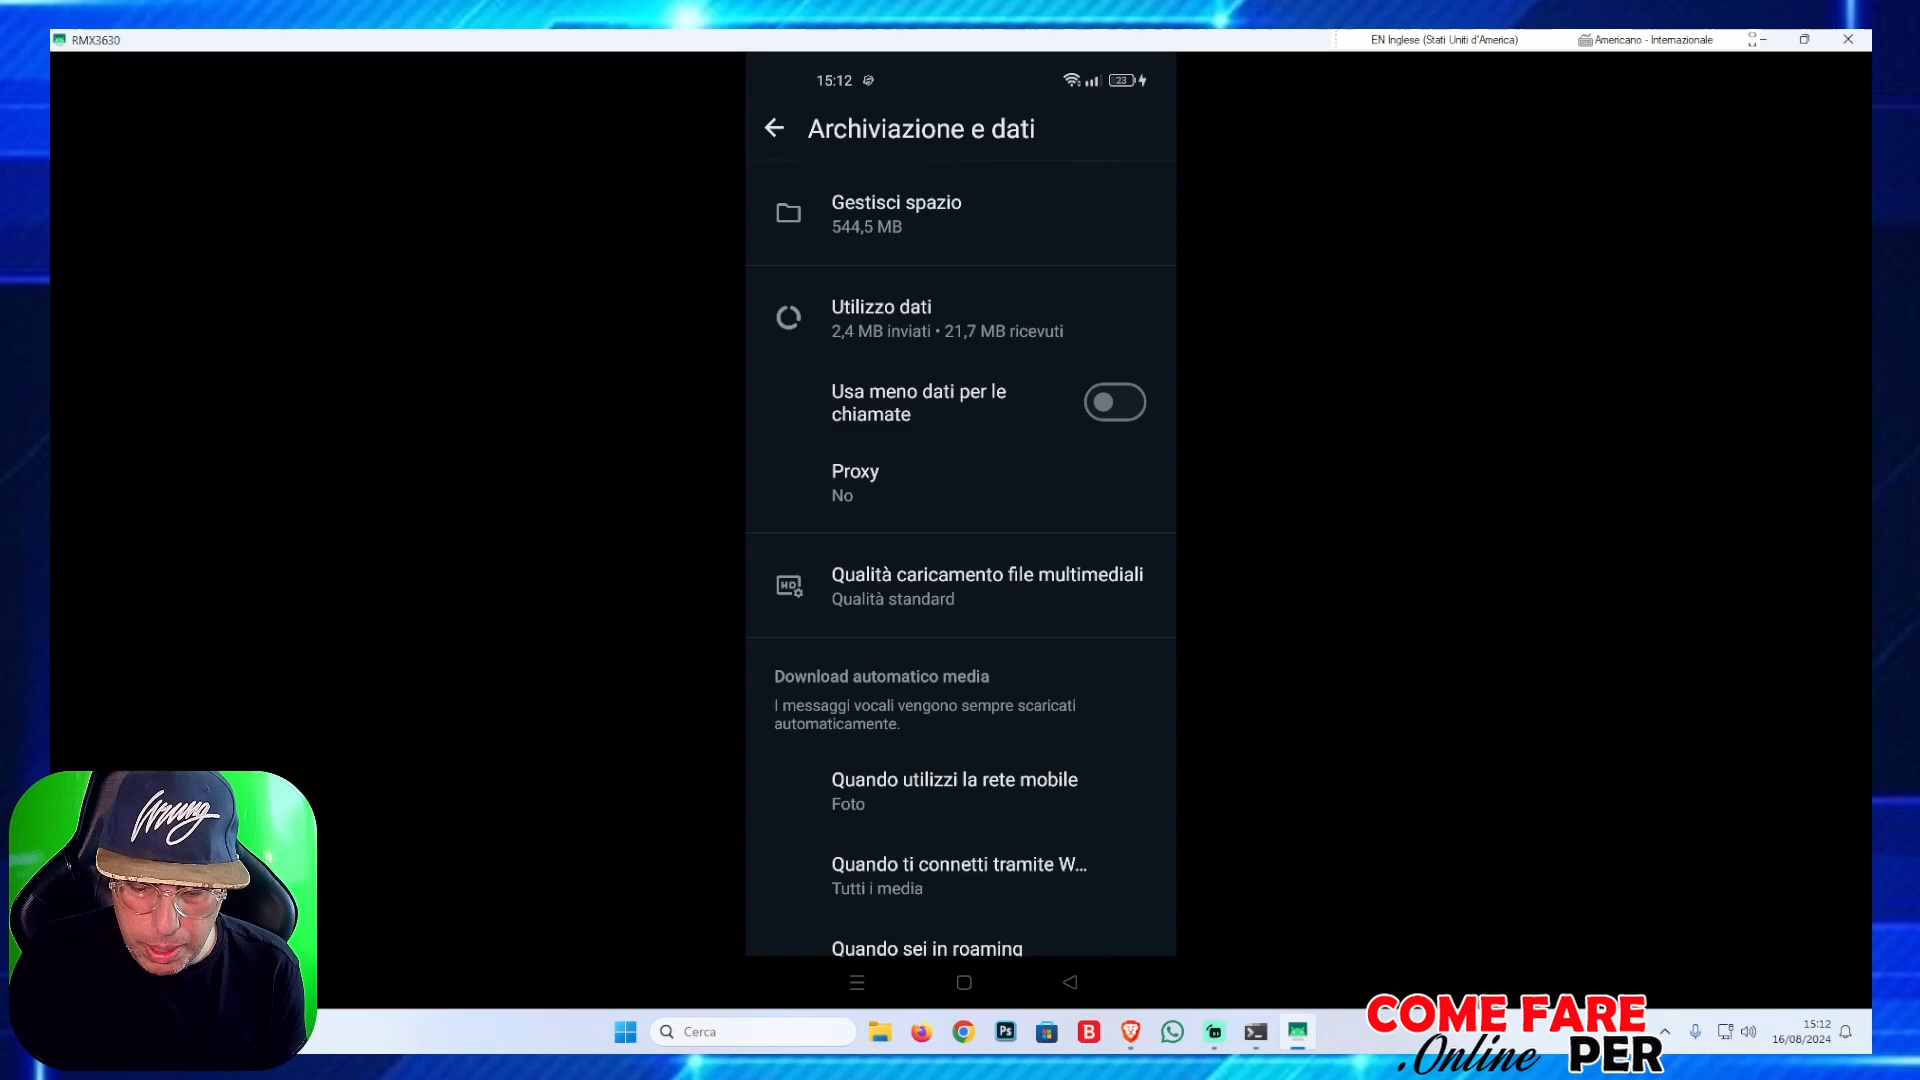 RMX3630
EN Inglese (Stati Uniti d'America)
Americano - Internazionale
15:12
23
Archiviazione e dati
Gestisci spazio
544,5 MB
Utilizzo dati
2,4 MB inviati • 21,7 MB ricevuti
Usa meno dati per le
chiamate
Proxy
No
HD
Qualità caricamento file multimediali
Qualità standard
Download automatico media
I messaggi vocali vengono sempre scaricati
automaticamente.
Quando utilizzi la rete mobile
Foto
Quando ti connetti tramite W...
Tutti i media
Quando sei in roaming
Cerca
Ps
B
COME FARE
.Online PER
15:12
16/08/2024